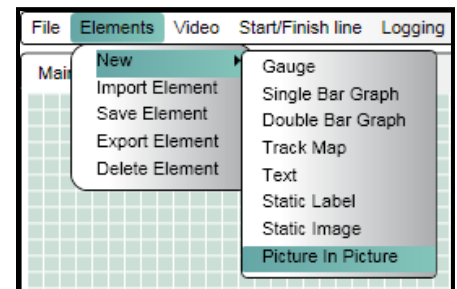 File Elements Video Start/Finish line Logging
New
Import Element
Save Element
Export Element
Delete Element
Gauge
Single Bar Graph
Double Bar Graph
Track Map
Text
Static Label
Static Image
Picture In Picture